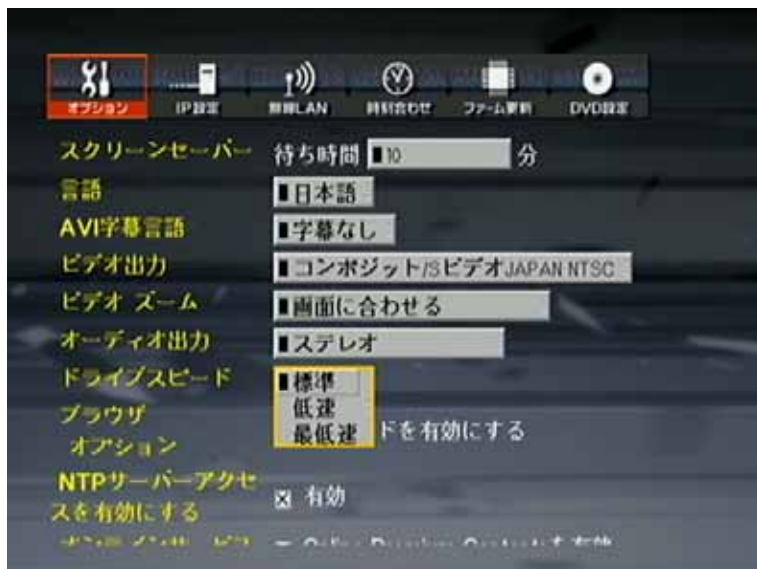 オプション
IP設定
無線LAN
時刻合わせ
ファーム更新
DVD設定
スクリーンセーバー 待ち時間 10 分
言語 日本語
AVI字幕言語 字幕なし
ビデオ出力 コンポジット/SビデオJAPAN NTSC
ビデオ ズーム 画面に合わせる
オーディオ出力 ステレオ
ドライブスピード 標準
低速
最低速
ブラウザ
オプション ドを有効にする
NTPサーバーアクセ
スを有効にする 有効